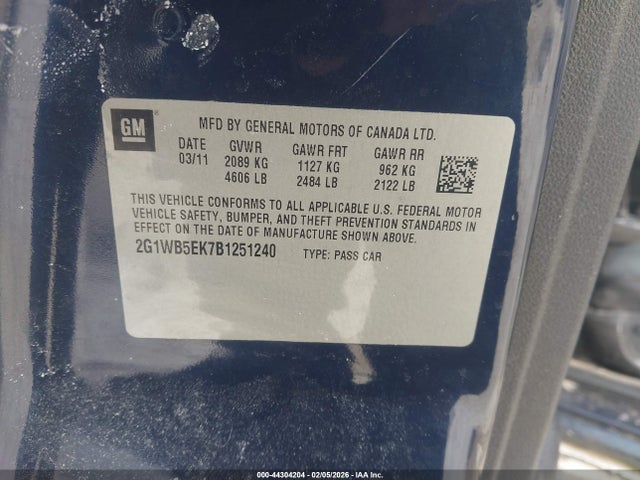 GM
MFD BY GENERAL MOTORS OF CANADA LTD.
DATE GVWR GAWR FRT GAWR RR
03/11 2089 KG 1127 KG 962 KG
4606 LB 2484 LB 2122 LB
THIS VEHICLE CONFORMS TO ALL APPLICABLE U.S. FEDERAL MOTOR
VEHICLE SAFETY, BUMPER, AND THEFT PREVENTION STANDARDS IN
EFFECT ON THE DATE OF MANUFACTURE SHOWN ABOVE.
2G1WB5EK7B1251240 TYPE: PASS CAR
000-44304204 - 02/05/2026 - IAA Inc.